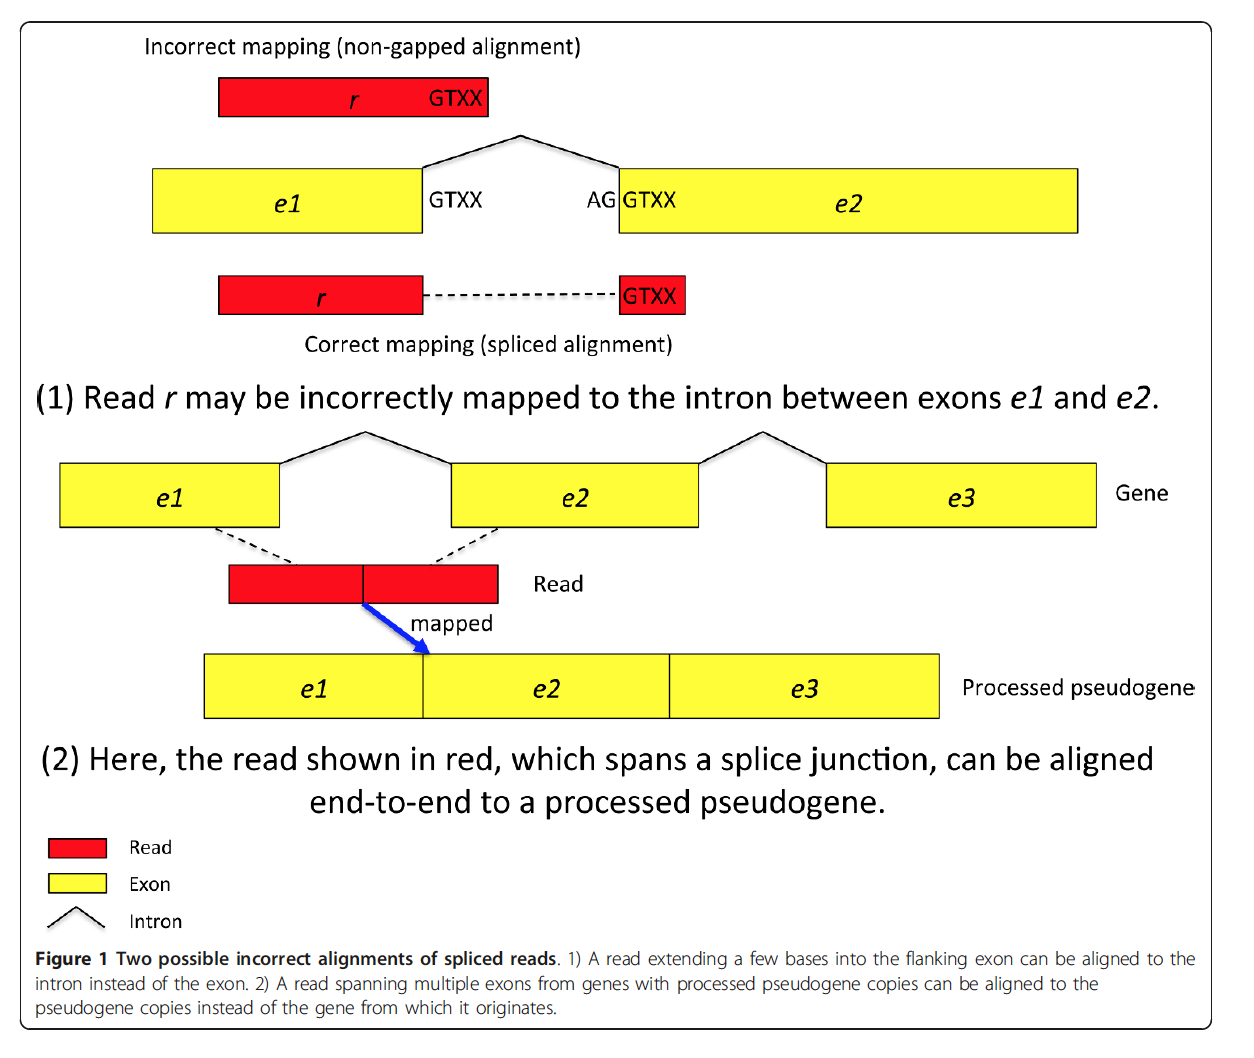 Incorrect mapping (non-gapped alignment)
r GTXX
e1 GTXX AG GTXX e2
r GTXX
Correct mapping (spliced alignment)
(1) Read r may be incorrectly mapped to the intron between exons e1 and e2.
e1 e2 e3 Gene
Read
mapped
e1 e2 e3 Processed pseudogene
(2) Here, the read shown in red, which spans a splice junction, can be aligned
end-to-end to a processed pseudogene.
Read
Exon
Intron
Figure 1 Two possible incorrect alignments of spliced reads. 1) A read extending a few bases into the flanking exon can be aligned to the
intron instead of the exon. 2) A read spanning multiple exons from genes with processed pseudogene copies can be aligned to the
pseudogene copies instead of the gene from which it originates.